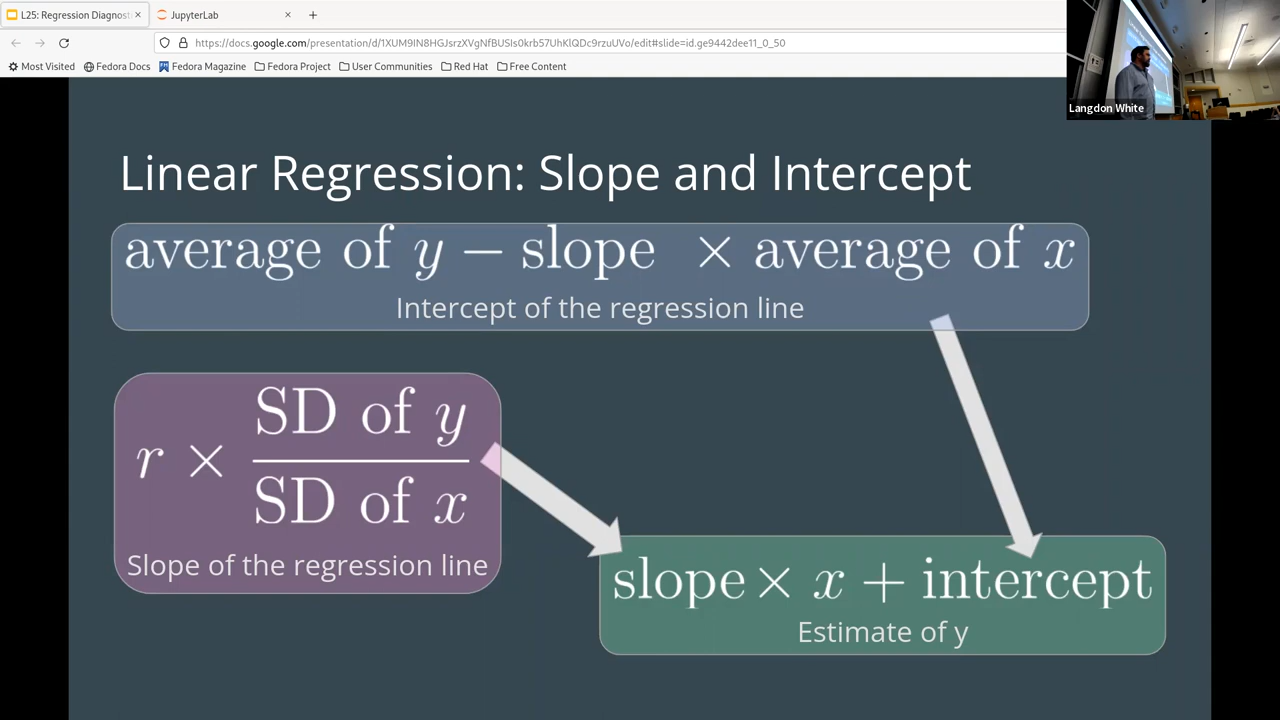 L25: Regression Diagnost
JupyterLab
https://docs.google.com/presentation/d/1XUM9IN8HGJsrzXVgNfBUSIs0krb57UhKlQDc9rzuUVo/edit#slide=id.ge9442dee11_0_50
Most Visited Fedora Docs Fedora Magazine Fedora Project User Communities Red Hat Free Content
Langdon White
Linear Regression: Slope and Intercept
average of y − slope × average of x
Intercept of the regression line
r × SD of y
SD of x
Slope of the regression line
slope × x + intercept
Estimate of y